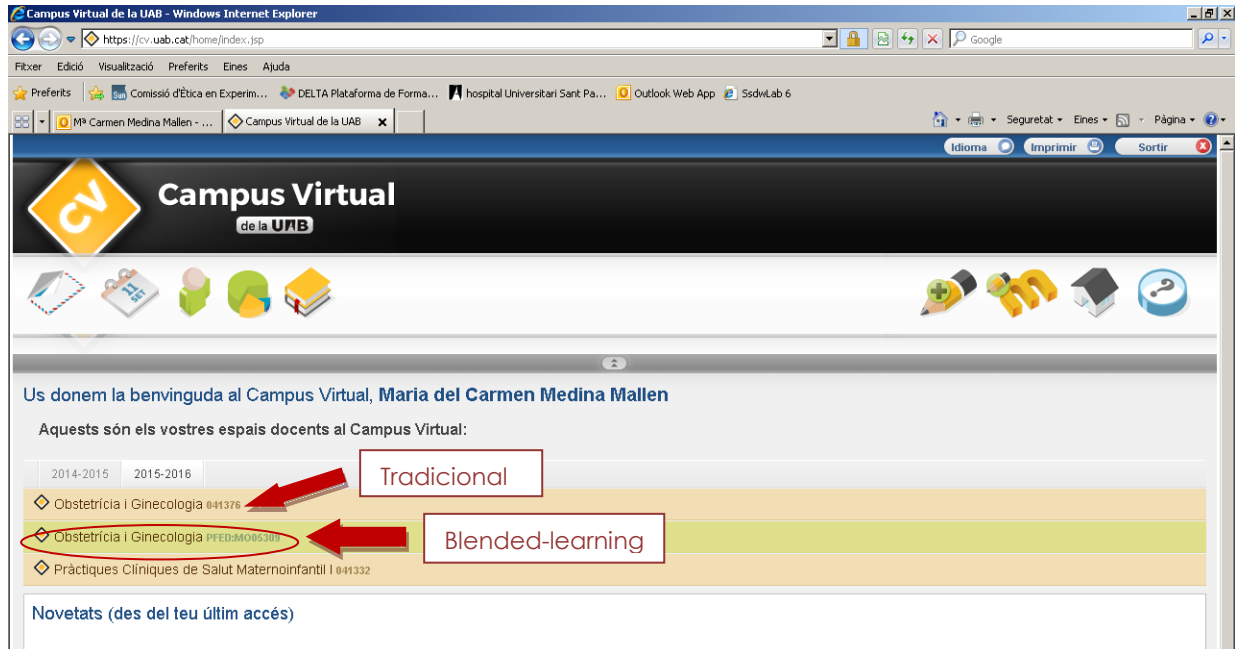 Campus Virtual de la UAB - Windows Internet Explorer
https://cv.uab.cat/home/index.jsp
Google
Fitxer Edició Visualització Preferits Eines Ajuda
Preferits Sun Comissió d'Ètica en Experim... DELTA Plataforma de Forma... hospital Universitari Sant Pa... Outlook Web App SsdwLab 6
Mª Carmen Medina Mallen - ... Campus Virtual de la UAB Seguretat Eines Pàgina
Idioma Imprimir Sortir
CV
Campus Virtual
de la UAB
11
SET
Us donem la benvinguda al Campus Virtual, Maria del Carmen Medina Mallen
Aquests són els vostres espais docents al Campus Virtual:
2014-2015 2015-2016
Tradicional
Obstetrícia i Ginecologia 041376
Obstetrícia i Ginecologia PFED:MO05309
Blended-learning
Pràctiques Clíniques de Salut Maternoinfantil I 041332
Novetats (des del teu últim accés)